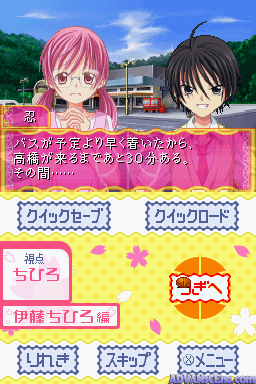 忍
バスが予定より早く着いたから、
高橋が来るまであと30分ある。
その間……
クイックセーブ
クイックロード
視点
ちひろ
つぎへ
伊藤ちひろ編
りれき
スキップ
Ⓧメニュー
©ADVANSCENE.com